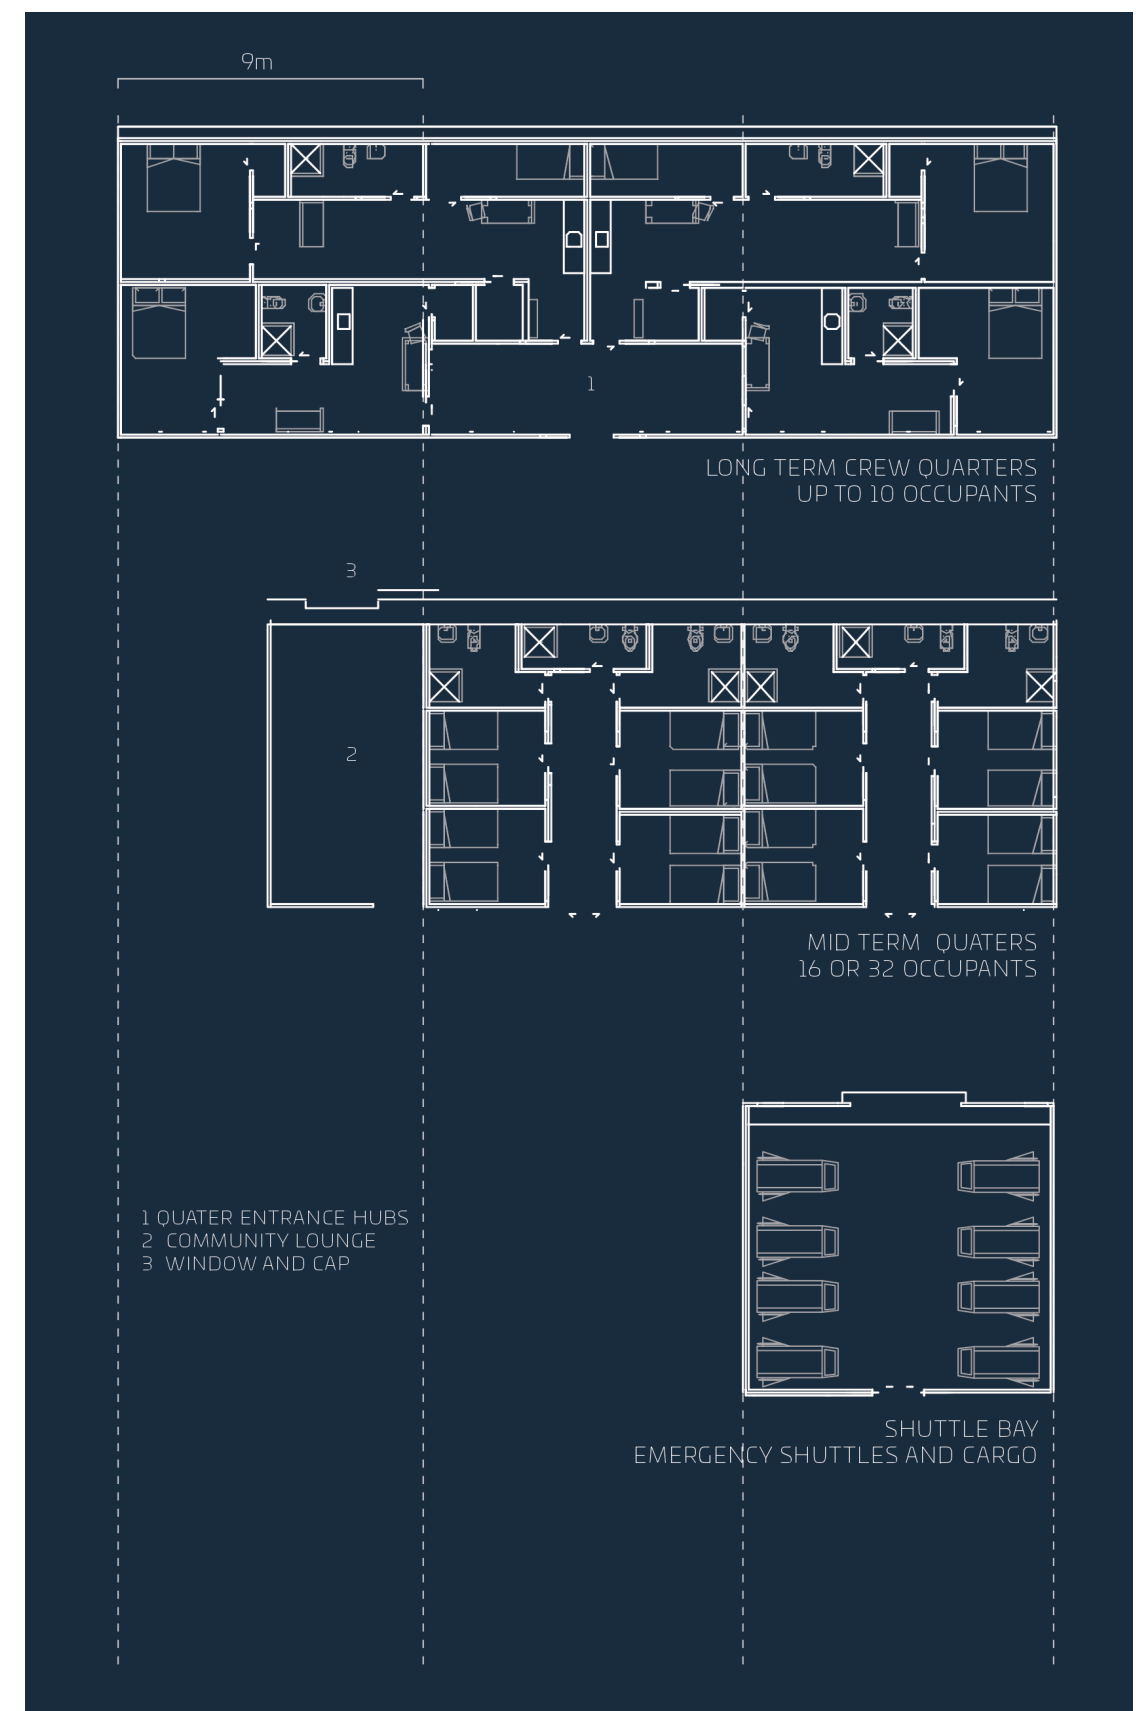 9m
1
LONG TERM CREW QUARTERS
UP TO 10 OCCUPANTS
3
2
MID TERM  QUATERS
16 OR 32 OCCUPANTS
1 QUATER ENTRANCE HUBS
2  COMMUNITY LOUNGE
3  WINDOW AND CAP
SHUTTLE BAY
EMERGENCY SHUTTLES AND CARGO